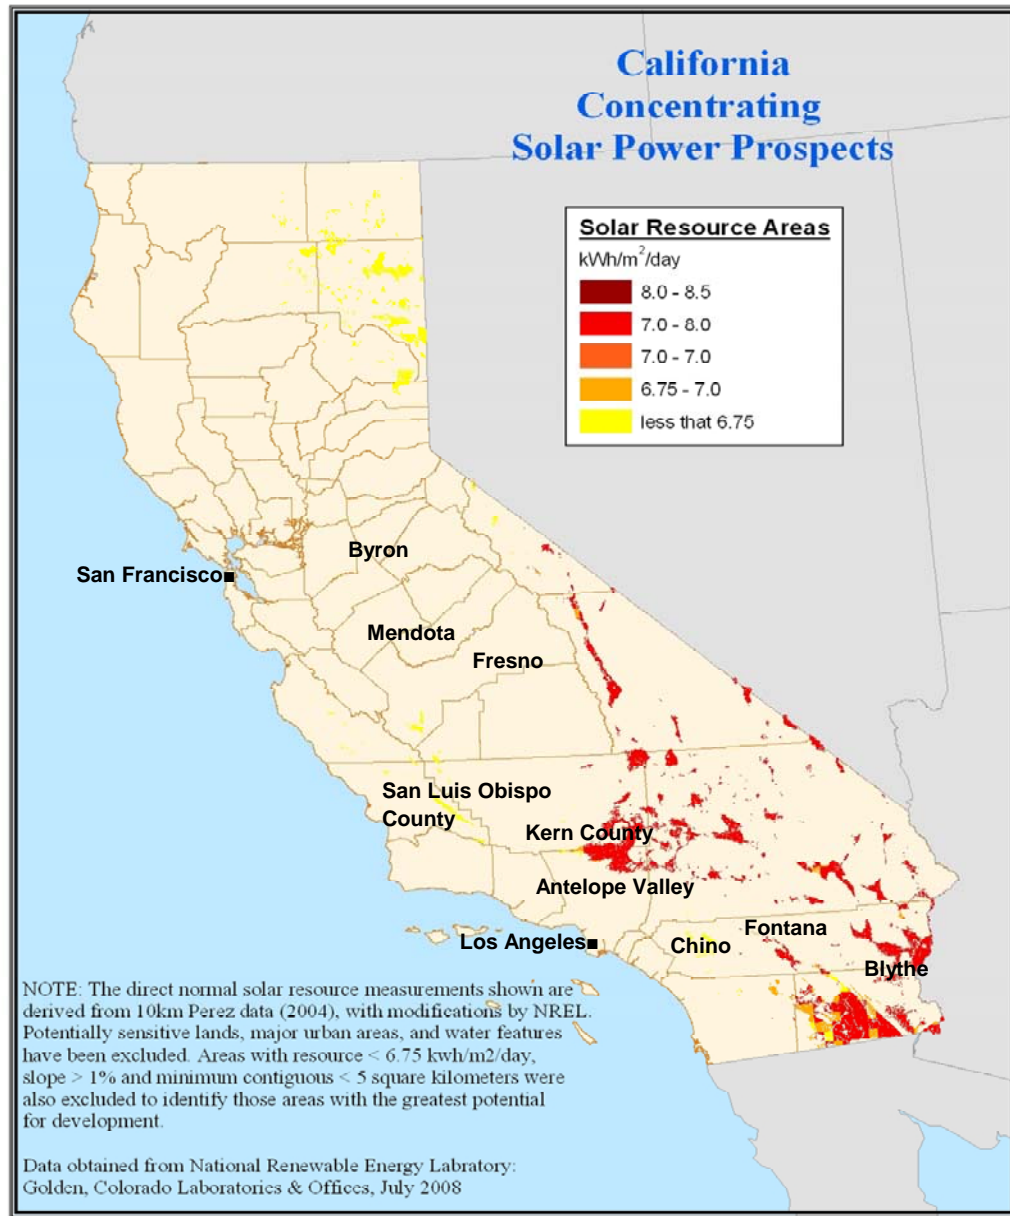 California
Concentrating
Solar Power Prospects
Solar Resource Areas
kWh/m²/day
8.0 - 8.5
7.0 - 8.0
7.0 - 7.0
6.75 - 7.0
less that 6.75
Byron
San Francisco
Mendota
Fresno
San Luis Obispo
County
Kern County
Antelope Valley
Fontana
Los Angeles
Chino
Blythe
NOTE: The direct normal solar resource measurements shown are
derived from 10km Perez data (2004), with modifications by NREL.
Potentially sensitive lands, major urban areas, and water features
have been excluded. Areas with resource < 6.75 kwh/m2/day,
slope > 1% and minimum contiguous < 5 square kilometers were
also excluded to identify those areas with the greatest potential
for development.
Data obtained from National Renewable Energy Labratory:
Golden, Colorado Laboratories & Offices, July 2008